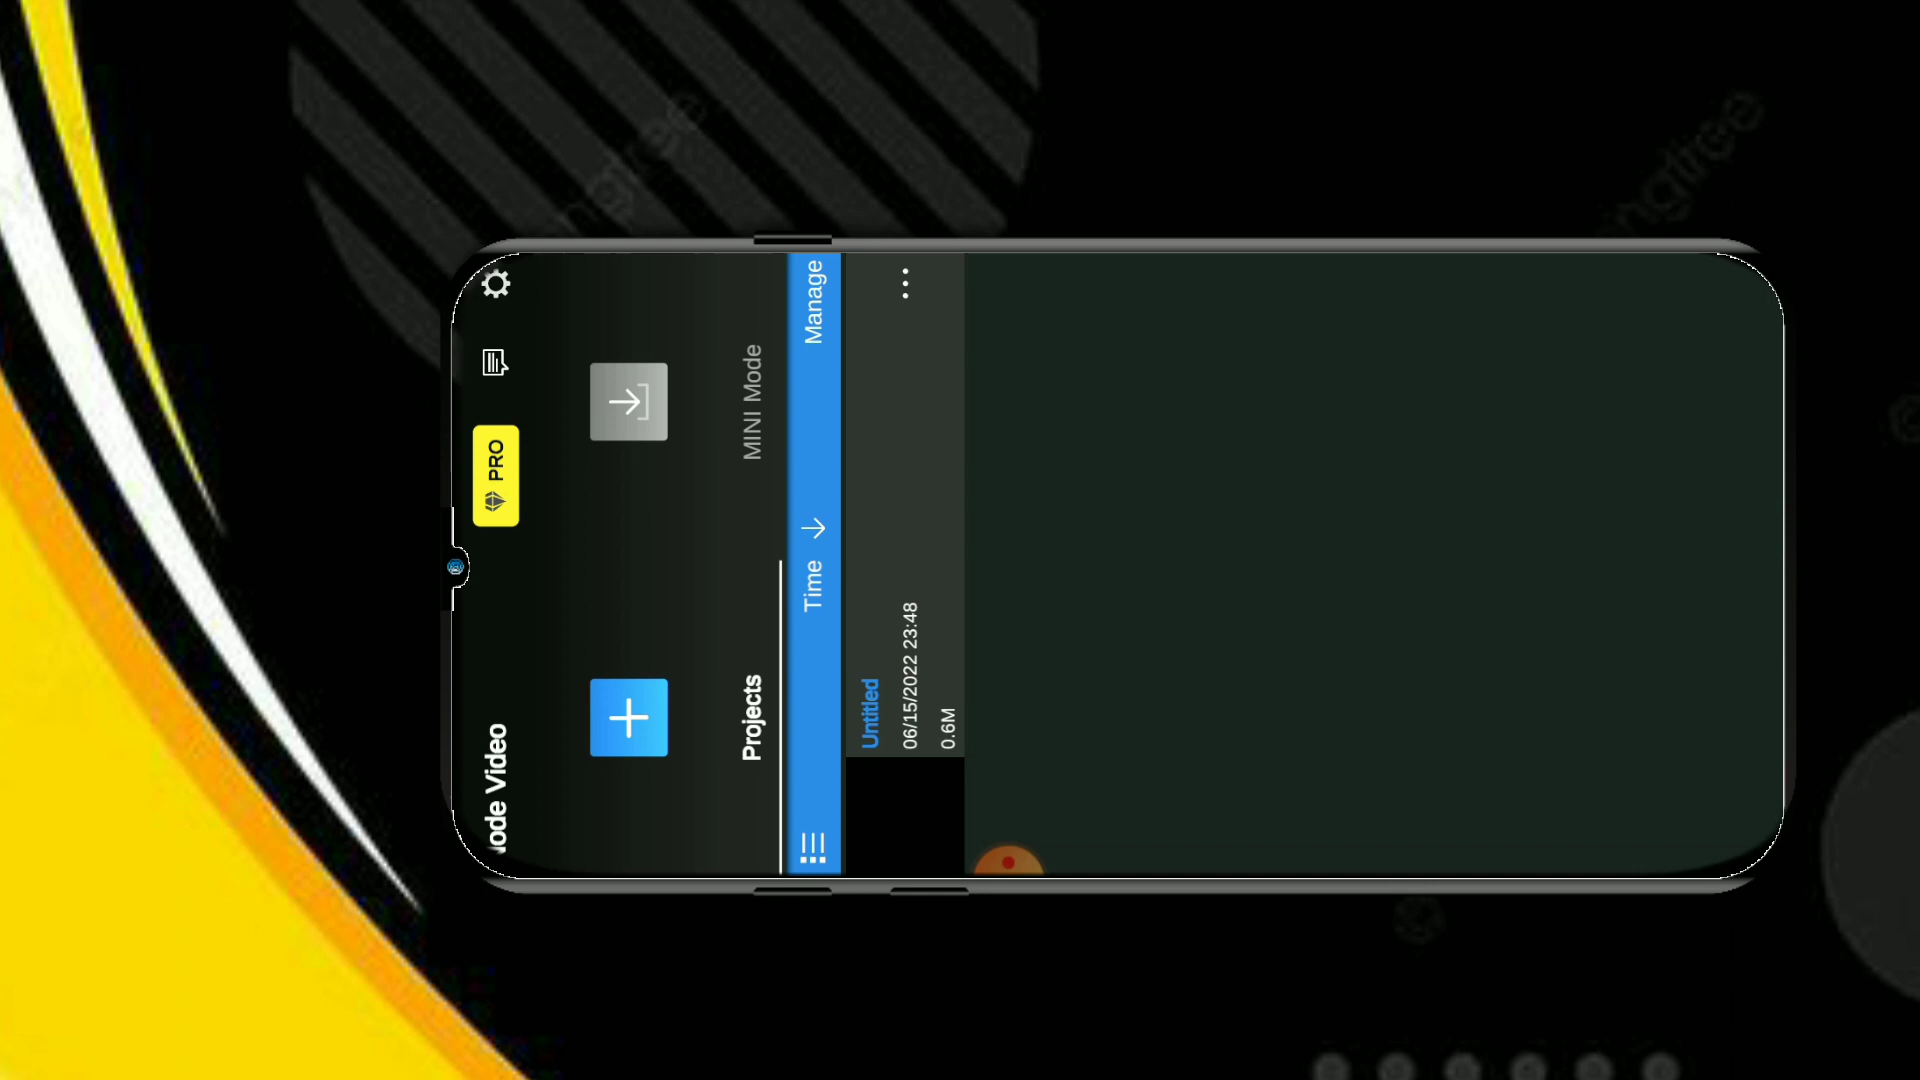 ode Video
PRO
Projects
MINI Mode
Time
Manage
Untitled
06/15/2022 23:48
0.6M